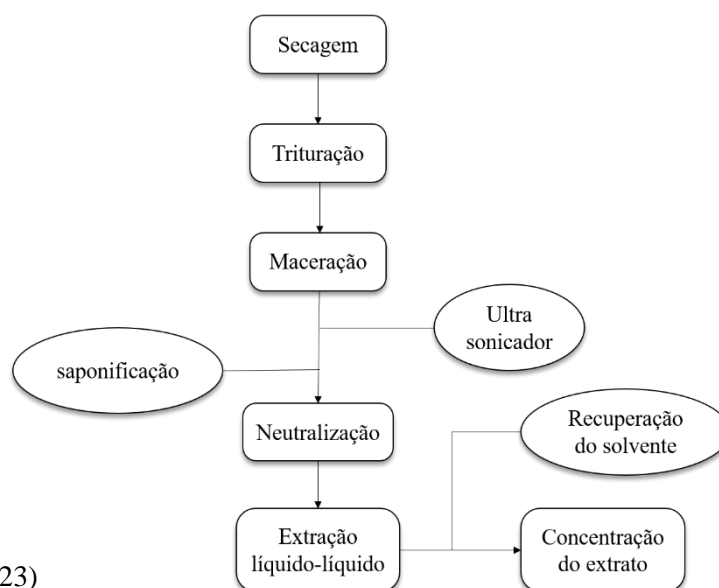 Secagem
Trituração
Maceração
Ultra
sonicador
saponificação
Neutralização
Recuperação
do solvente
Extração
líquido-líquido
Concentração
do extrato
23)